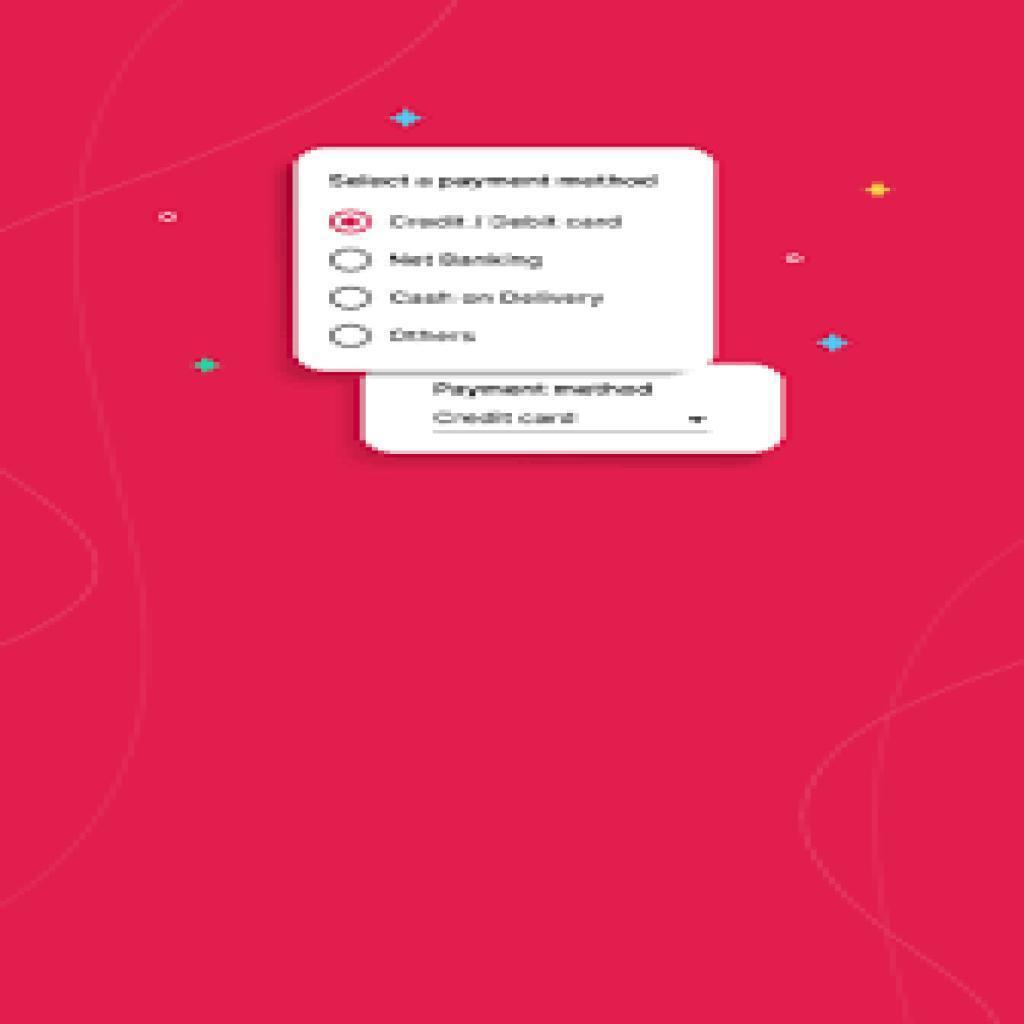 Select a payment method
Credit / Debit card
Net Banking
Cash on Delivery
Others
Payment method
Credit card